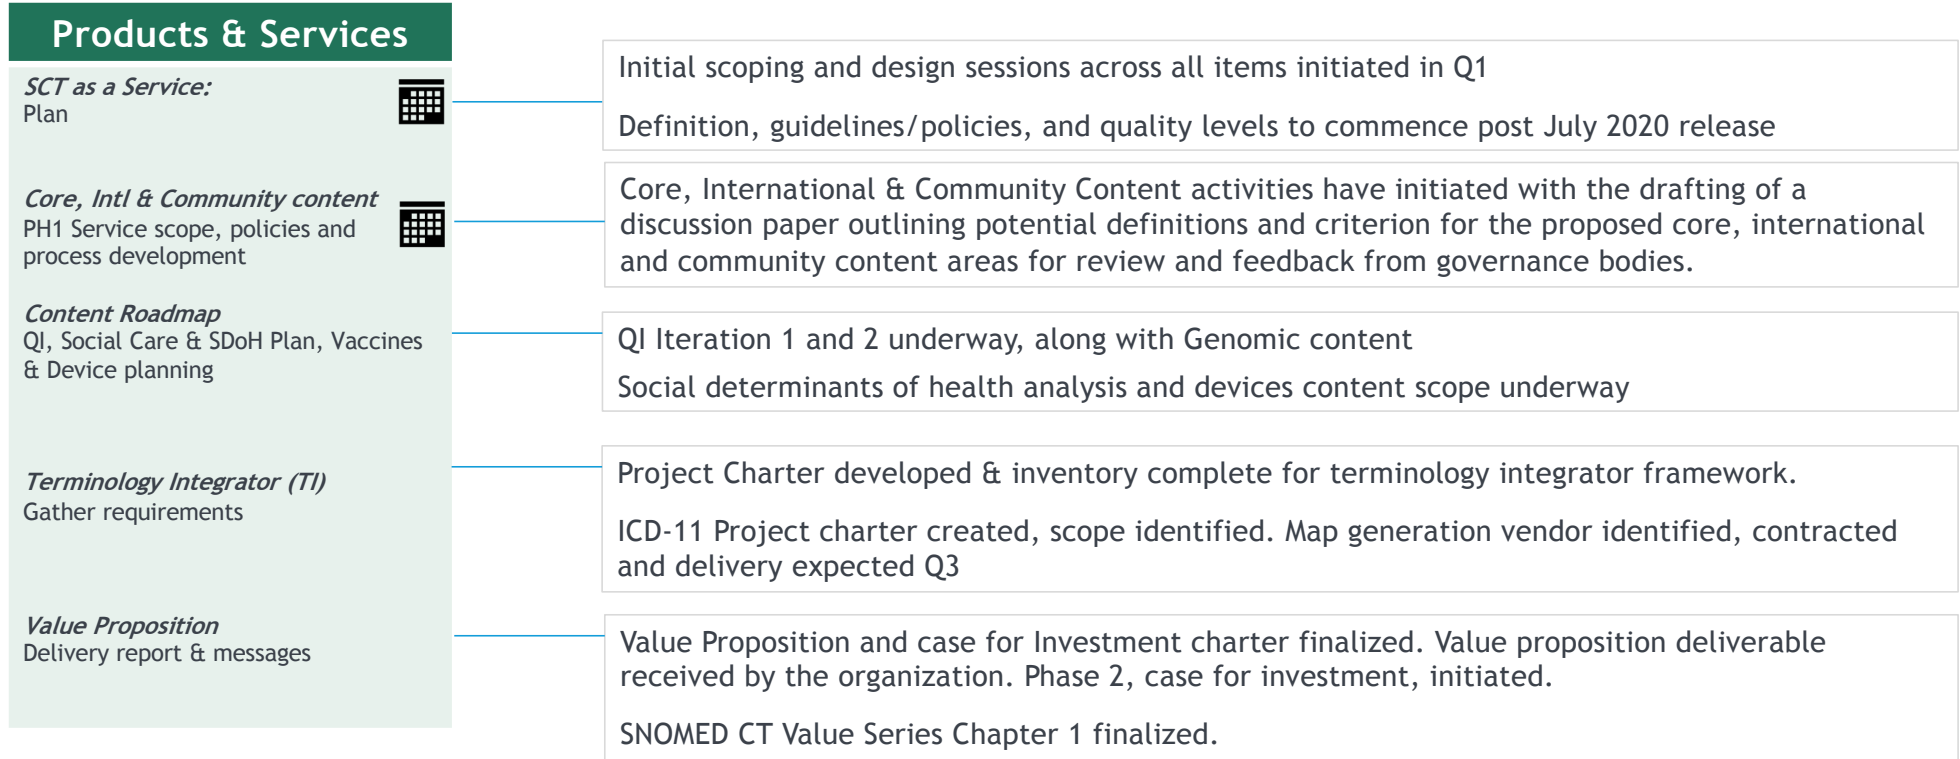 Products & Services
SCT as a Service:
Plan
Initial scoping and design sessions across all items initiated in Q1
Definition, guidelines/policies, and quality levels to commence post July 2020 release
Core, Intl & Community content
PH1 Service scope, policies and
process development
Core, International & Community Content activities have initiated with the drafting of a
discussion paper outlining potential definitions and criterion for the proposed core, international
and community content areas for review and feedback from governance bodies.
Content Roadmap
QI, Social Care & SDoH Plan, Vaccines
& Device planning
QI Iteration 1 and 2 underway, along with Genomic content
Social determinants of health analysis and devices content scope underway
Terminology Integrator (TI)
Gather requirements
Project Charter developed & inventory complete for terminology integrator framework.
ICD-11 Project charter created, scope identified. Map generation vendor identified, contracted
and delivery expected Q3
Value Proposition
Delivery report & messages
Value Proposition and case for Investment charter finalized. Value proposition deliverable
received by the organization. Phase 2, case for investment, initiated.
SNOMED CT Value Series Chapter 1 finalized.